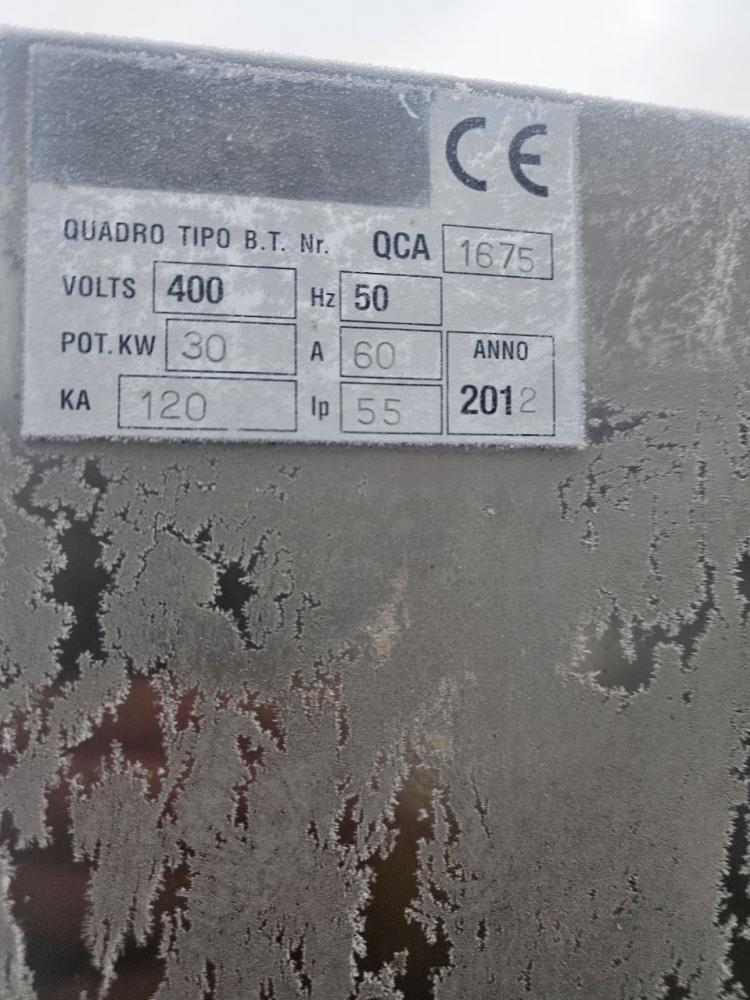 CE
QUADRO TIPO B.T. Nr. QCA 1675
VOLTS 400 Hz 50
POT. KW 30 A 60 ANNO
KA 120 Ip 55 2012